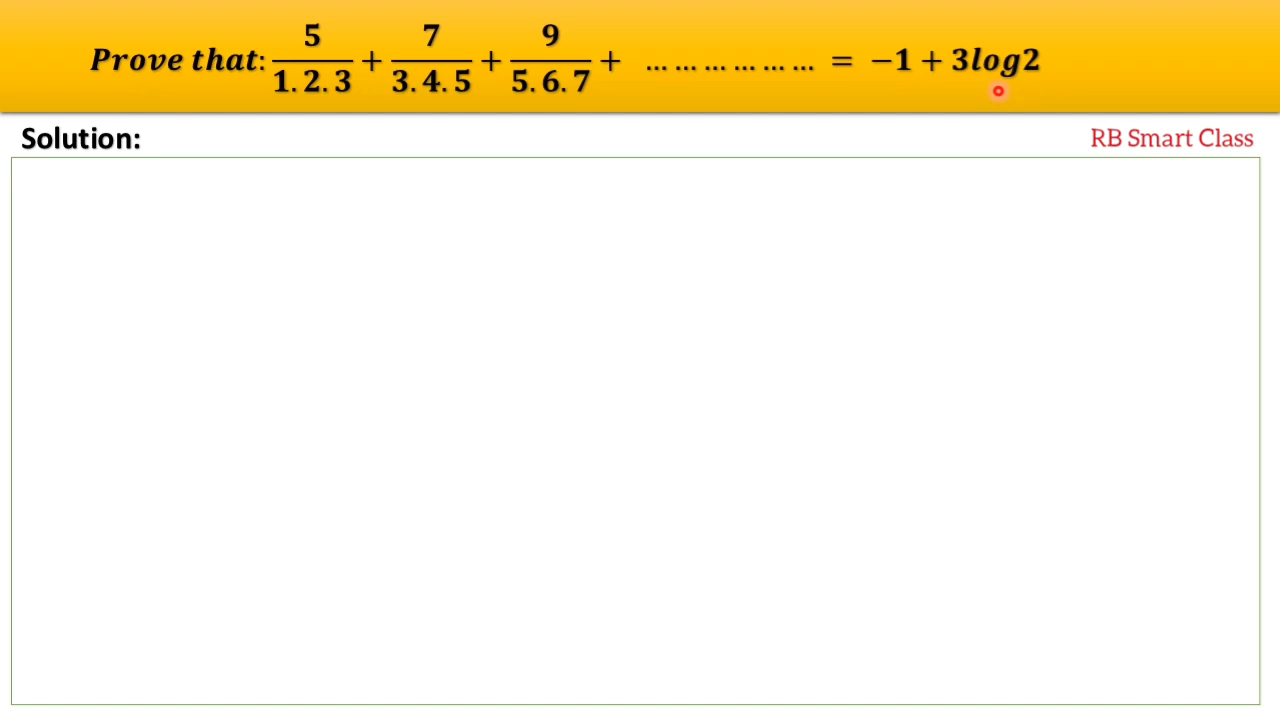 Prove that: 5/1.2.3 + 7/3.4.5 + 9/5.6.7 + ... ... ... ... ... ... = −1 + 3log2
Solution:
RB Smart Class